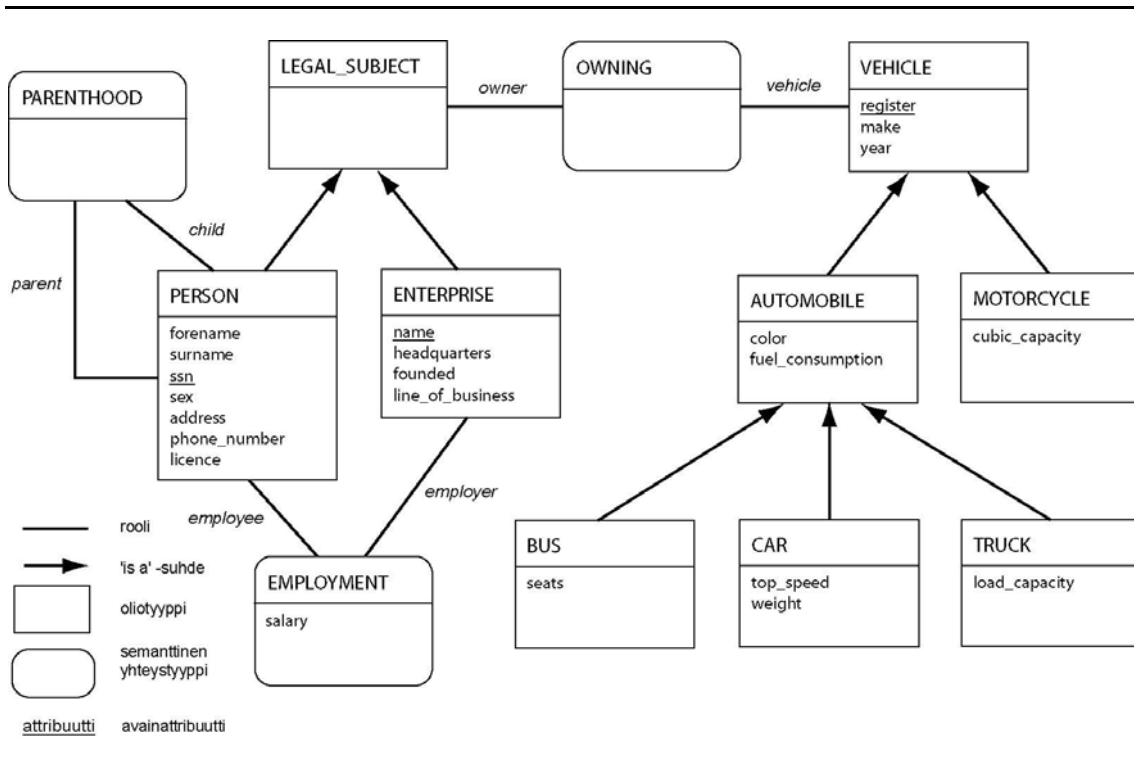 LEGAL_SUBJECT
OWNING
VEHICLE
register
make
year
owner
vehicle
PARENTHOOD
child
parent
PERSON
forename
surname
ssn
sex
address
phone_number
licence
ENTERPRISE
name
headquarters
founded
line_of_business
AUTOMOBILE
color
fuel_consumption
MOTORCYCLE
cubic_capacity
employee
employer
EMPLOYMENT
salary
BUS
seats
CAR
top_speed
weight
TRUCK
load_capacity
rooli
'is a' -suhde
oliotyyppi
semanttinen
yhteystyyppi
attribuutti avainattribuutti